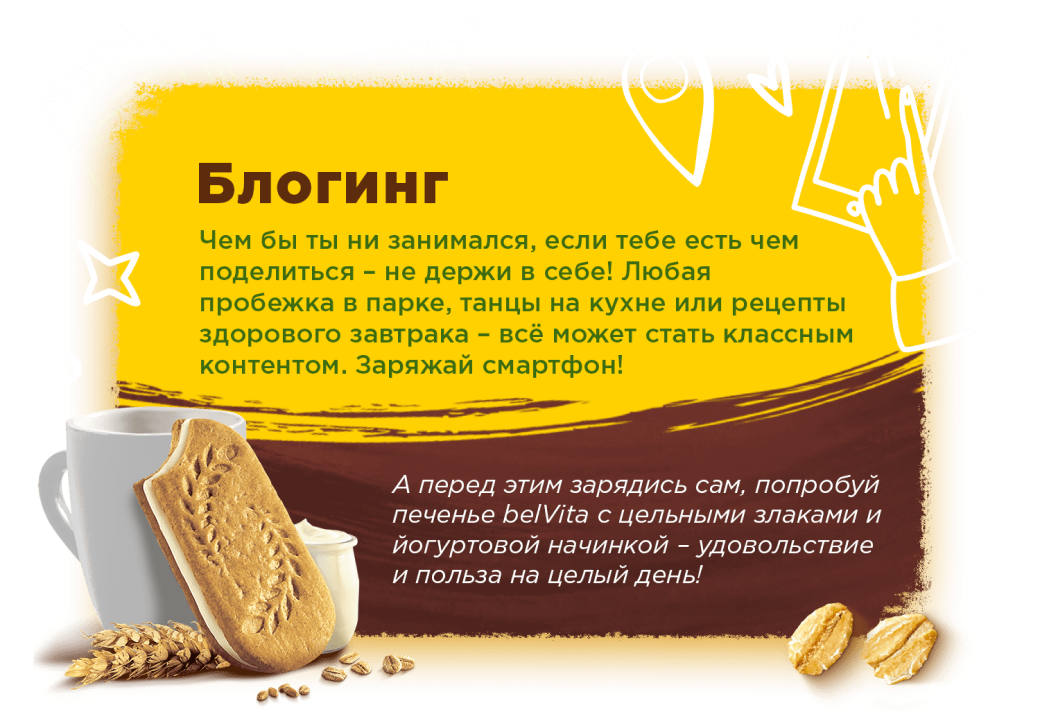 Блогинг
Чем бы ты ни занимался, если тебе есть чем
поделиться – не держи в себе! Любая
пробежка в парке, танцы на кухне или рецепты
здорового завтрака – всё может стать классным
контентом. Заряжай смартфон!
А перед этим зарядись сам, попробуй
печенье belVita с цельными злаками и
йогуртовой начинкой – удовольствие
и польза на целый день!